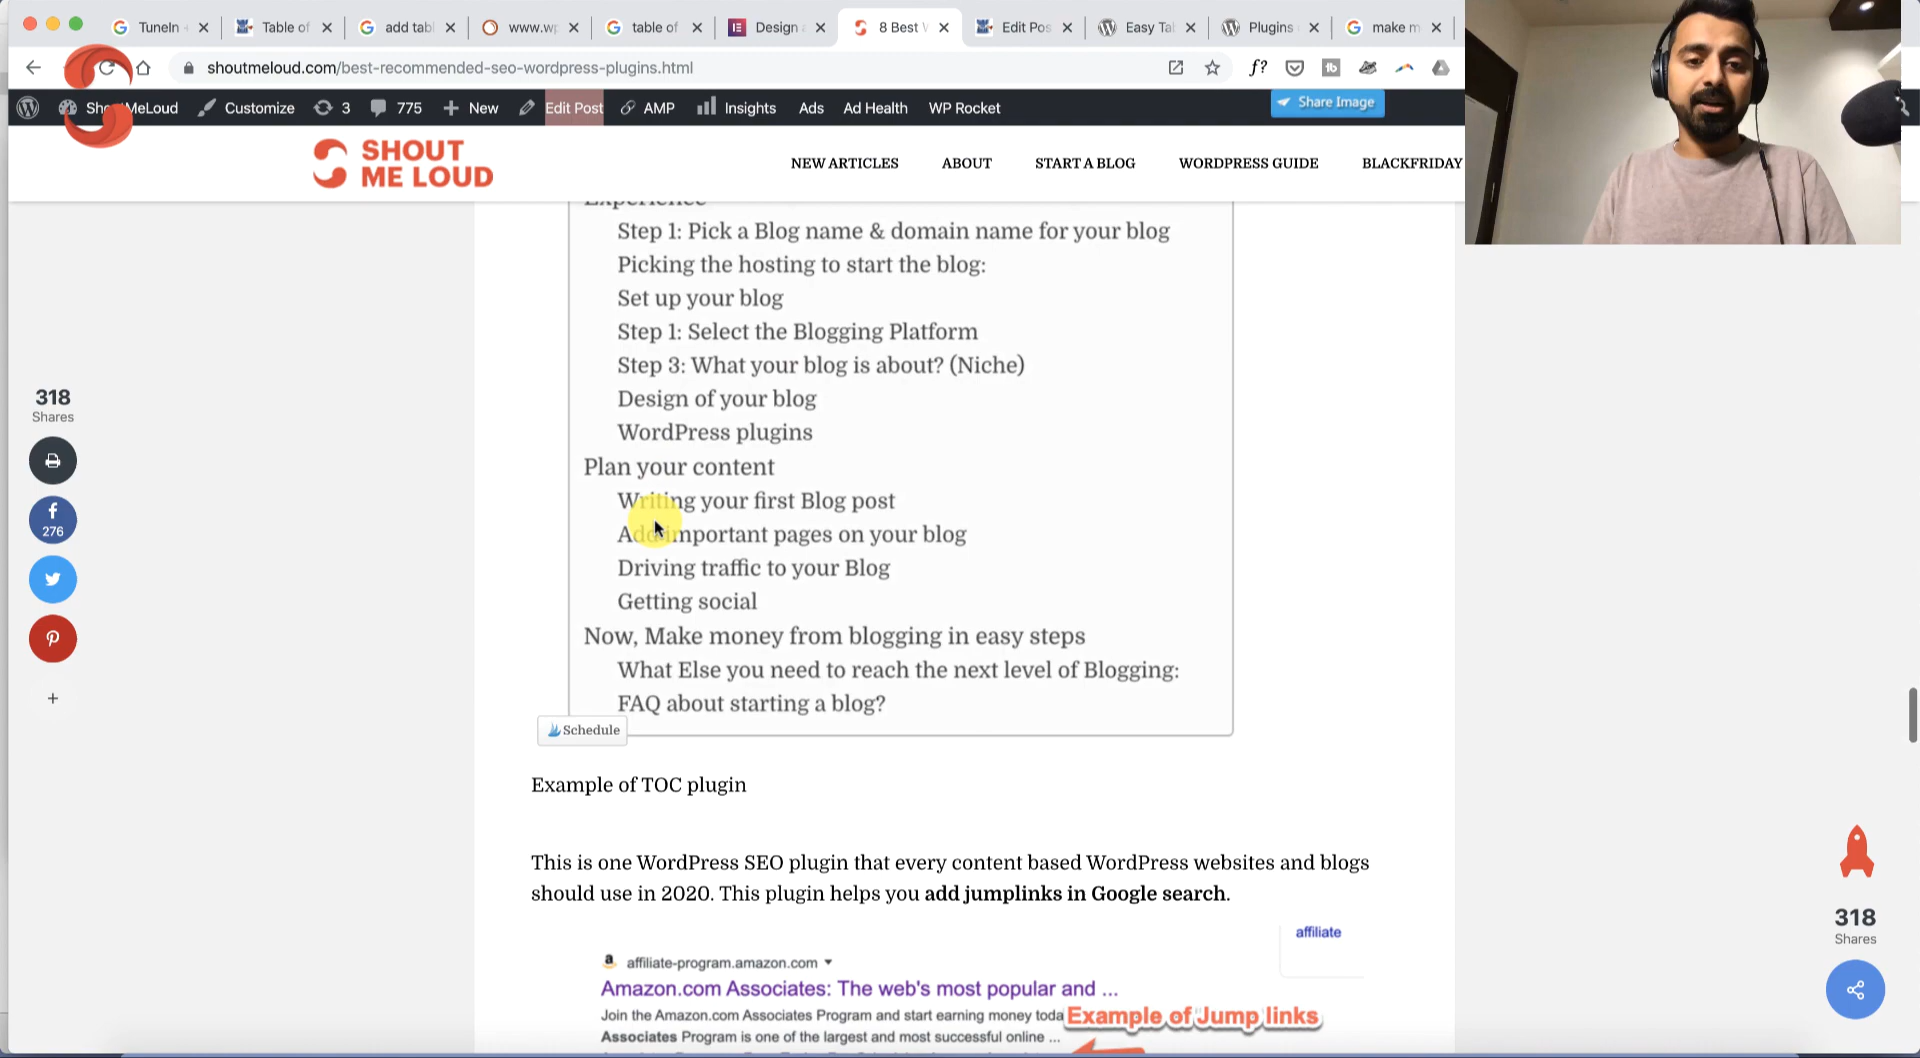 TuneIn
Table of
add tab
www.wp
table of
Design a
8 Best
Edit Pos
Easy Ta
Plugins
make m
shoutmeloud.com/best-recommended-seo-wordpress-plugins.html
f?
MeLoud
Customize
3
775
New
Edit Post
AMP
Insights
Ads
Ad Health
WP Rocket
Share Image
SHOUT
ME LOUD
NEW ARTICLES
ABOUT
START A BLOG
WORDPRESS GUIDE
BLACKFRIDAY
Experience
Step 1: Pick a Blog name & domain name for your blog
Picking the hosting to start the blog:
Set up your blog
Step 1: Select the Blogging Platform
Step 3: What your blog is about? (Niche)
Design of your blog
WordPress plugins
Plan your content
Writing your first Blog post
Add important pages on your blog
Driving traffic to your Blog
Getting social
Now, Make money from blogging in easy steps
What Else you need to reach the next level of Blogging:
FAQ about starting a blog?
Schedule
318
Shares
276
Example of TOC plugin
This is one WordPress SEO plugin that every content based WordPress websites and blogs
should use in 2020. This plugin helps you add jumplinks in Google search.
affiliate
affiliate-program.amazon.com
Amazon.com Associates: The web's most popular and ...
Join the Amazon.com Associates Program and start earning money toda
Example of Jump links
Associates Program is one of the largest and most successful online ...
318
Shares